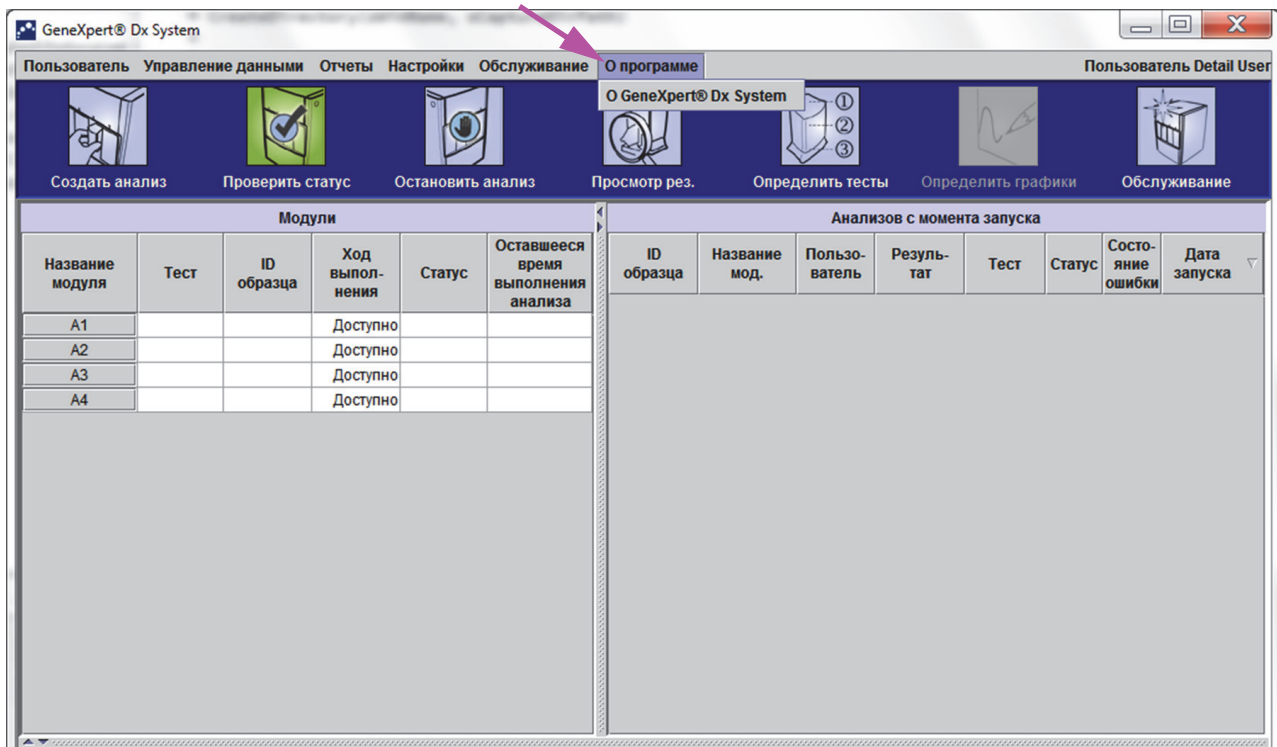 GeneXpert® Dx System
Пользователь Управление данными Отчеты Настройки Обслуживание О программе Пользователь Detail User
О GeneXpert® Dx System
Создать анализ Проверить статус Остановить анализ Просмотр рез. Определить тесты Определить графики Обслуживание
1
2
3
Модули
Название модуля
Тест
ID образца
Ход выпол-
нения
Статус
Оставшееся
время
выполнения
анализа
A1 Доступно
A2 Доступно
A3 Доступно
A4 Доступно
Анализов с момента запуска
ID
образца
Название
мод.
Пользо-
ватель
Резуль-
тат
Тест
Статус
Состо-
яние
ошибки
Дата
запуска